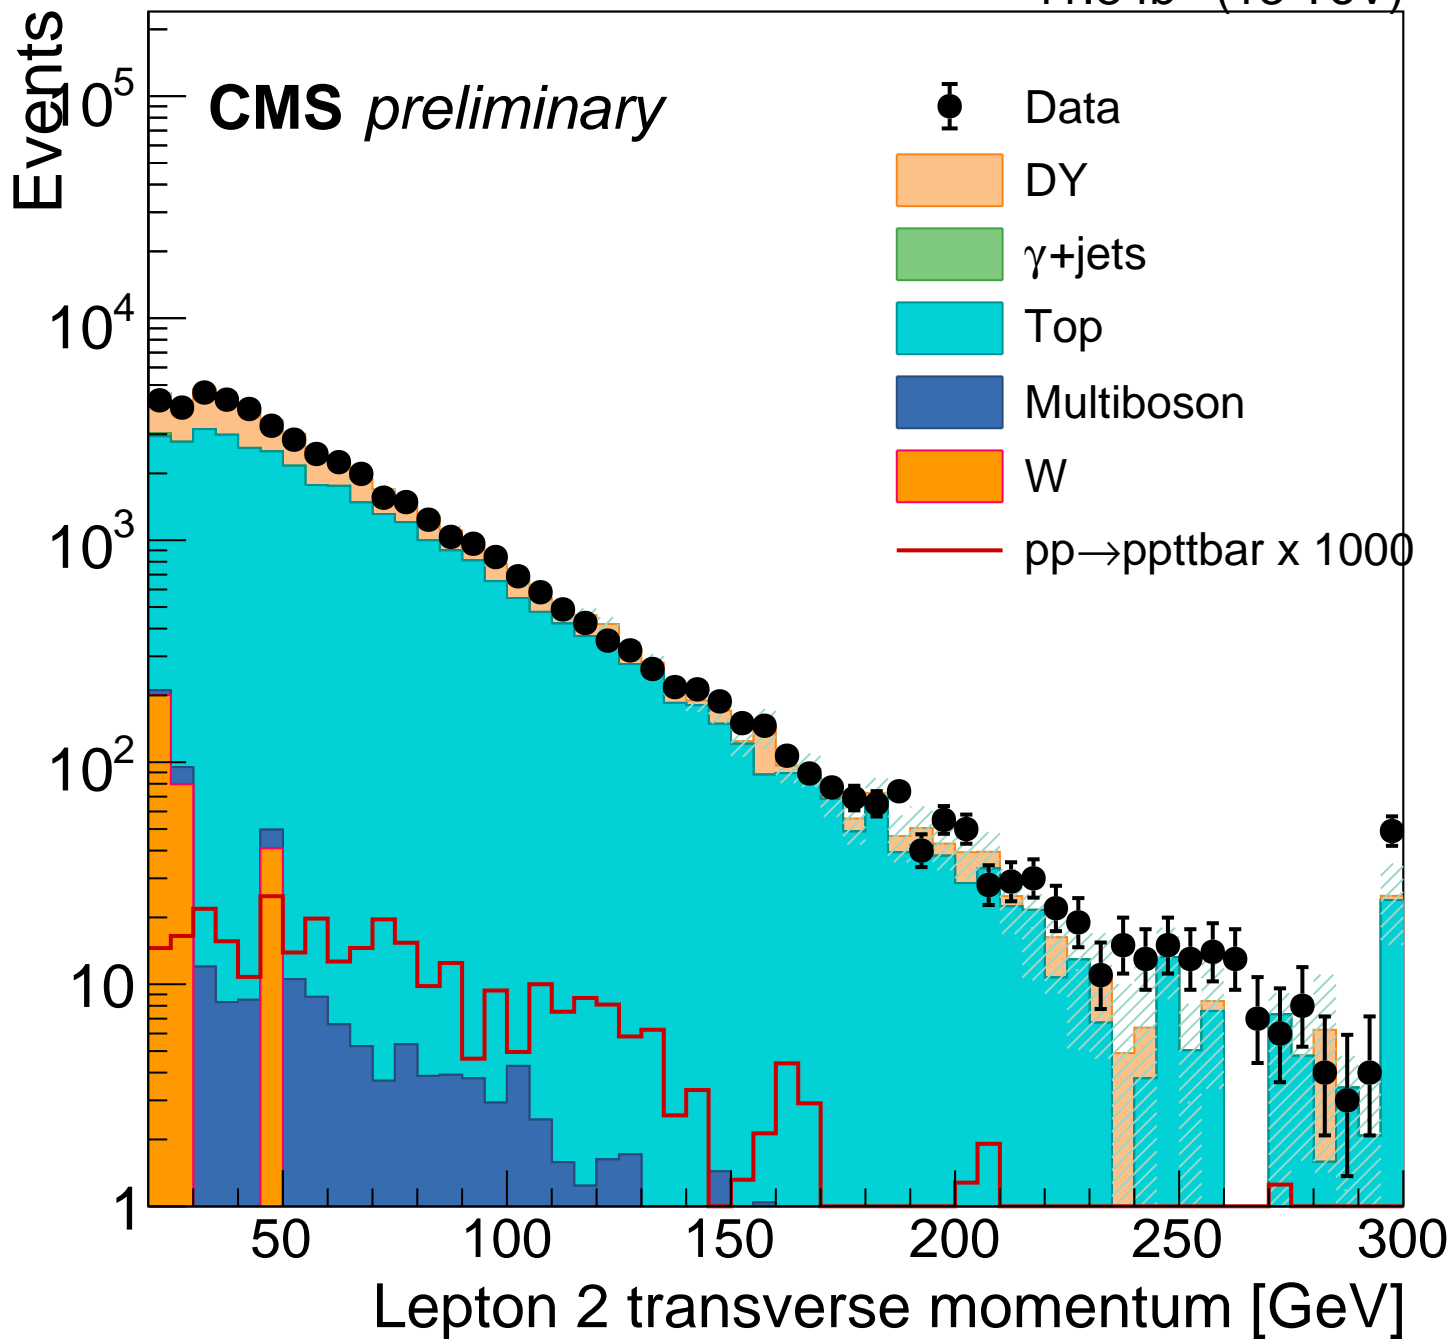 Events
CMS preliminary
Data
DY
γ+jets
Top
Multiboson
W
pp→ppttbar x 1000
10^5
10^4
10^3
10^2
10
1
50 100 150 200 250 300
Lepton 2 transverse momentum [GeV]